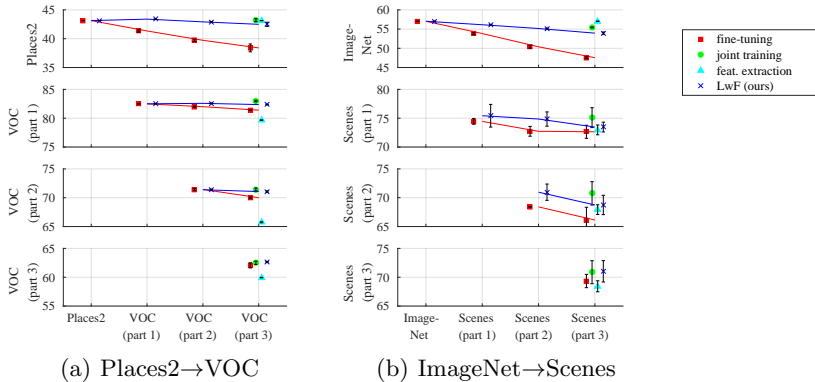 45
40
35
Places2
85
80
75
VOC
(part 1)
75
70
65
VOC
(part 2)
65
60
55
VOC
(part 3)
Places2
VOC
(part 1)
VOC
(part 2)
VOC
(part 3)
(a) Places2→VOC
60
55
50
45
Image-
Net
80
75
70
Scenes
(part 1)
75
70
65
Scenes
(part 2)
75
70
65
Scenes
(part 3)
Image-
Net
Scenes
(part 1)
Scenes
(part 2)
Scenes
(part 3)
(b) ImageNet→Scenes
fine-tuning
joint training
feat. extraction
LwF (ours)